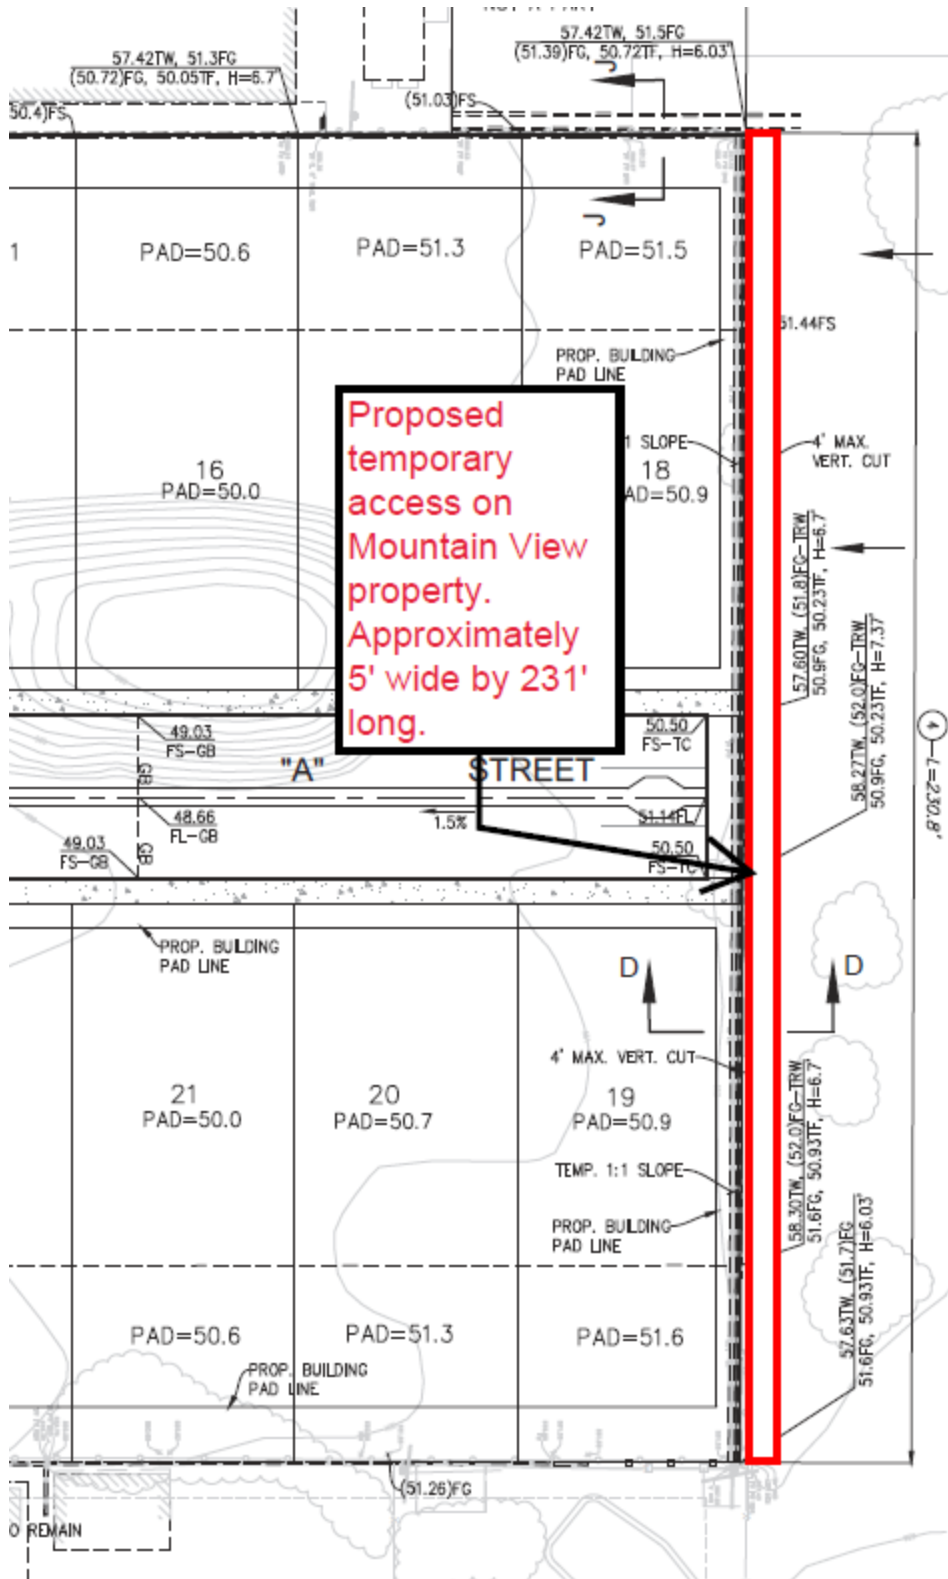 NOT A PART
57.42TW, 51.3FG
(50.72)FG, 50.05TF, H=6.7'
57.42TW, 51.5FG
(51.39)FG, 50.72TF, H=6.03'
50.4)FS
(51.03)FS
J
J
1
PAD=50.6
PAD=51.3
PAD=51.5
51.44FS
PROP. BUILDING
PAD LINE
Proposed
temporary
access on
Mountain View
property.
Approximately
5' wide by 231'
long.
1 SLOPE
4' MAX.
VERT. CUT
16
PAD=50.0
18
AD=50.9
57.60TW, (51.8)FG-TRW
50.9FG, 50.23TF, H=6.7'
58.27TW, (52.0)FG-TRW
50.9FG, 50.23TF, H=7.37'
4 L=230.8'
49.03
FS-GB
50.50
FS-TC
"A" STREET
GB
48.66
FL-GB
1.5%
51.14FL
49.03
FS-GB
GB
50.50
FS-TC
PROP. BUILDING
PAD LINE
D
D
4' MAX. VERT. CUT
21
PAD=50.0
20
PAD=50.7
19
PAD=50.9
58.30TW, (52.0)FG-TRW
51.6FG, 50.93TF, H=6.7'
TEMP. 1:1 SLOPE
PROP. BUILDING
PAD LINE
57.63TW, (51.7)FG
51.6FG, 50.93TF, H=6.03'
PAD=50.6
PAD=51.3
PAD=51.6
PROP. BUILDING
PAD LINE
(51.26)FG
O REMAIN